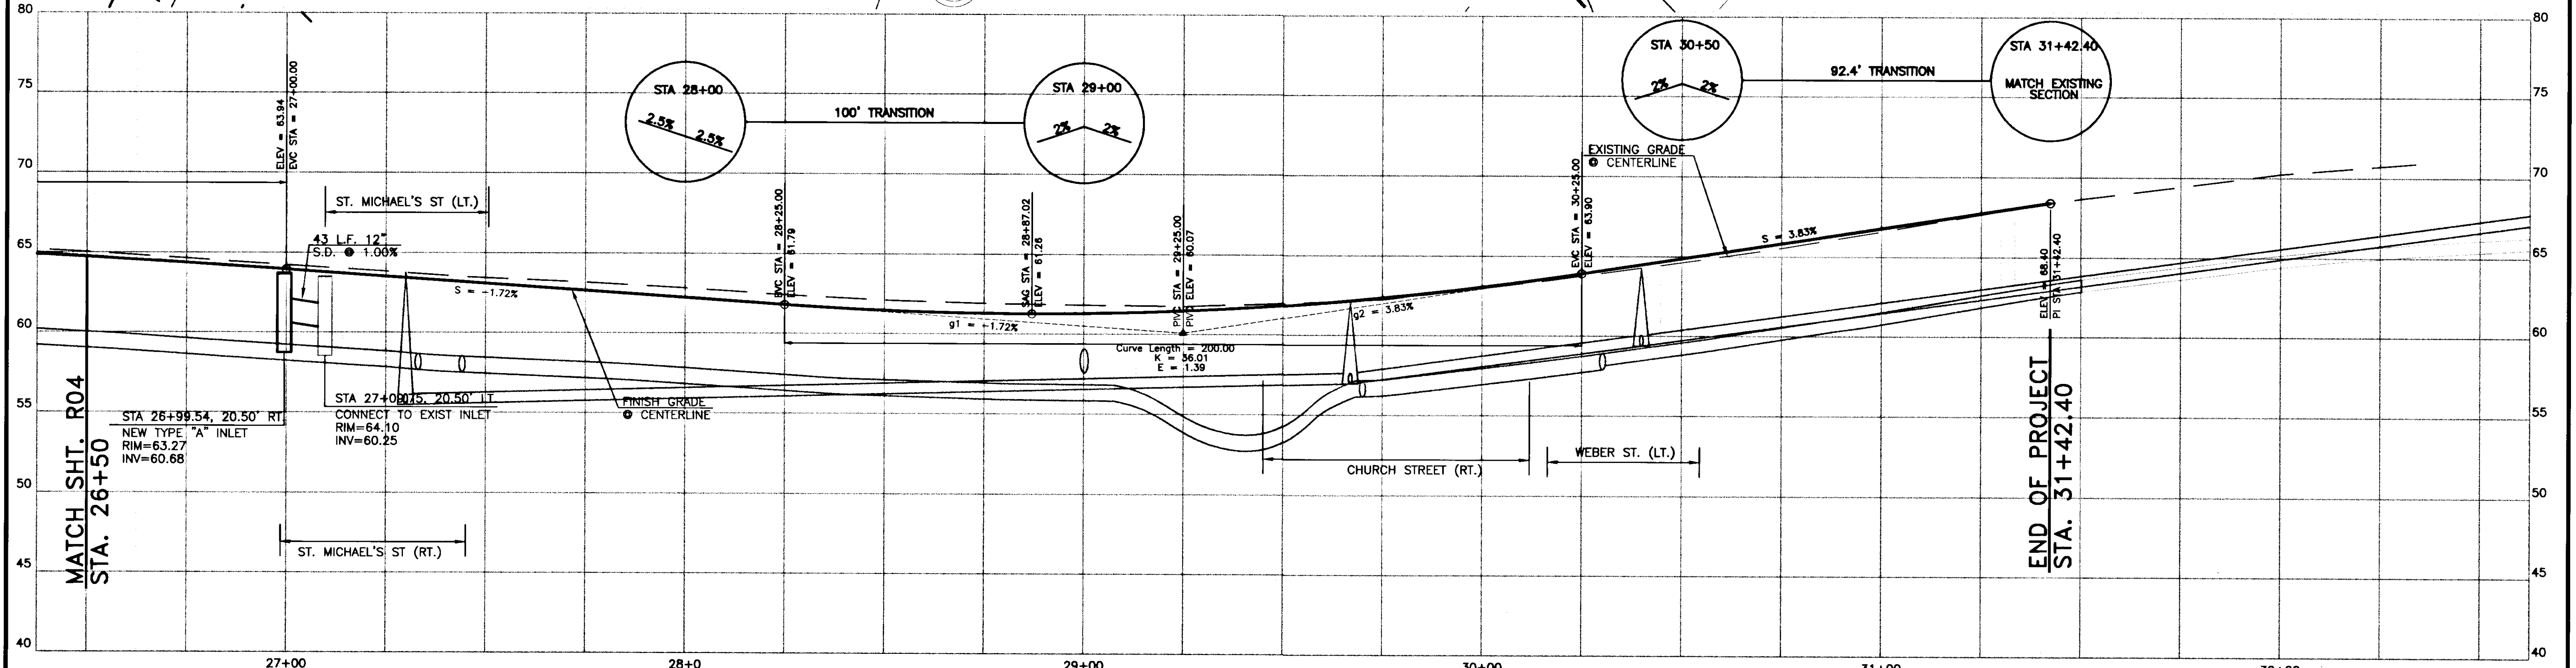 80
75
70
65
60
55
50
45
40
80
75
70
65
60
55
50
45
40
ELEV = 63.94
EVC STA = 27+00.00
STA 28+00
2.5%
2.5%
100' TRANSITION
STA 29+00
2%
2%
STA 30+50
2%
2%
92.4' TRANSITION
STA 31+42.40
MATCH EXISTING
SECTION
EXISTING GRADE
@ CENTERLINE
ST. MICHAEL'S ST (LT.)
43 L.F. 12"
S.D. @ 1.00%
S = -1.72%
BVC STA = 28+25.00
ELEV = 61.79
SAG STA = 28+87.02
ELEV = 61.26
PIVC STA = 29+25.00
PIVC ELEV = 60.07
EVC STA = 30+25.00
ELEV = 63.90
S = 3.83%
g1 = -1.72%
g2 = 3.83%
Curve Length = 200.00
K = 36.01
E = 1.39
ELEV = 68.40
PI STA = 31+42.40
MATCH SHT. R04
STA. 26+50
STA 26+99.54, 20.50' RT.
NEW TYPE "A" INLET
RIM=63.27
INV=60.68
20.50' LT.
CONNECT TO EXIST INLET
RIM=64.10
INV=60.25
FINISH GRADE
@ CENTERLINE
CHURCH STREET (RT.)
WEBER ST. (LT.)
ST. MICHAEL'S ST (RT.)
END OF PROJECT
STA. 31+42.40
27+00
28+0
29+00
30+00
31+00